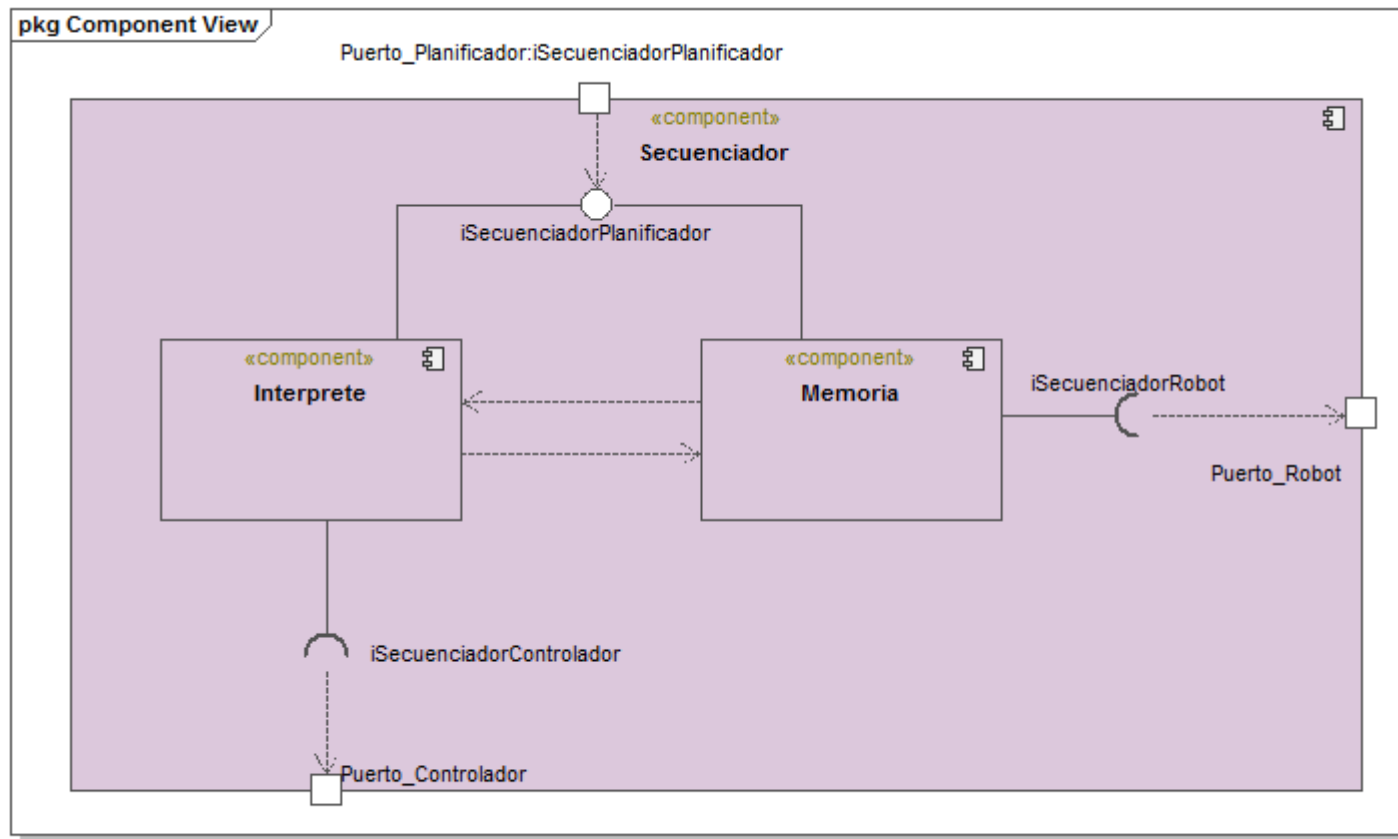 pkg Component View
Puerto_Planificador:iSecuenciadorPlanificador
«component»
Secuenciador
iSecuenciadorPlanificador
«component»
Interprete
«component»
Memoria
iSecuenciadorRobot
Puerto_Robot
iSecuenciadorControlador
Puerto_Controlador